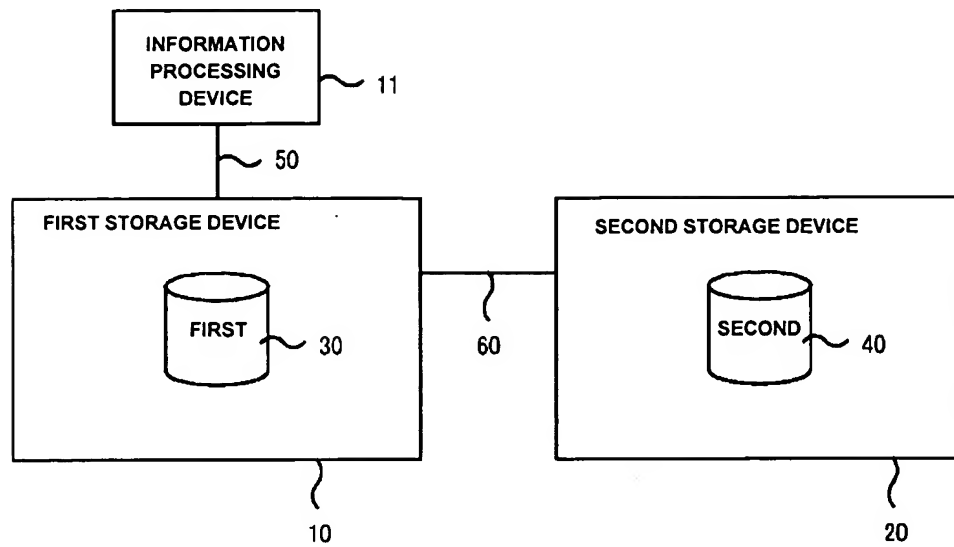 INFORMATION
PROCESSING
DEVICE
11
50
FIRST STORAGE DEVICE
SECOND STORAGE DEVICE
FIRST
30
60
SECOND
40
10
20